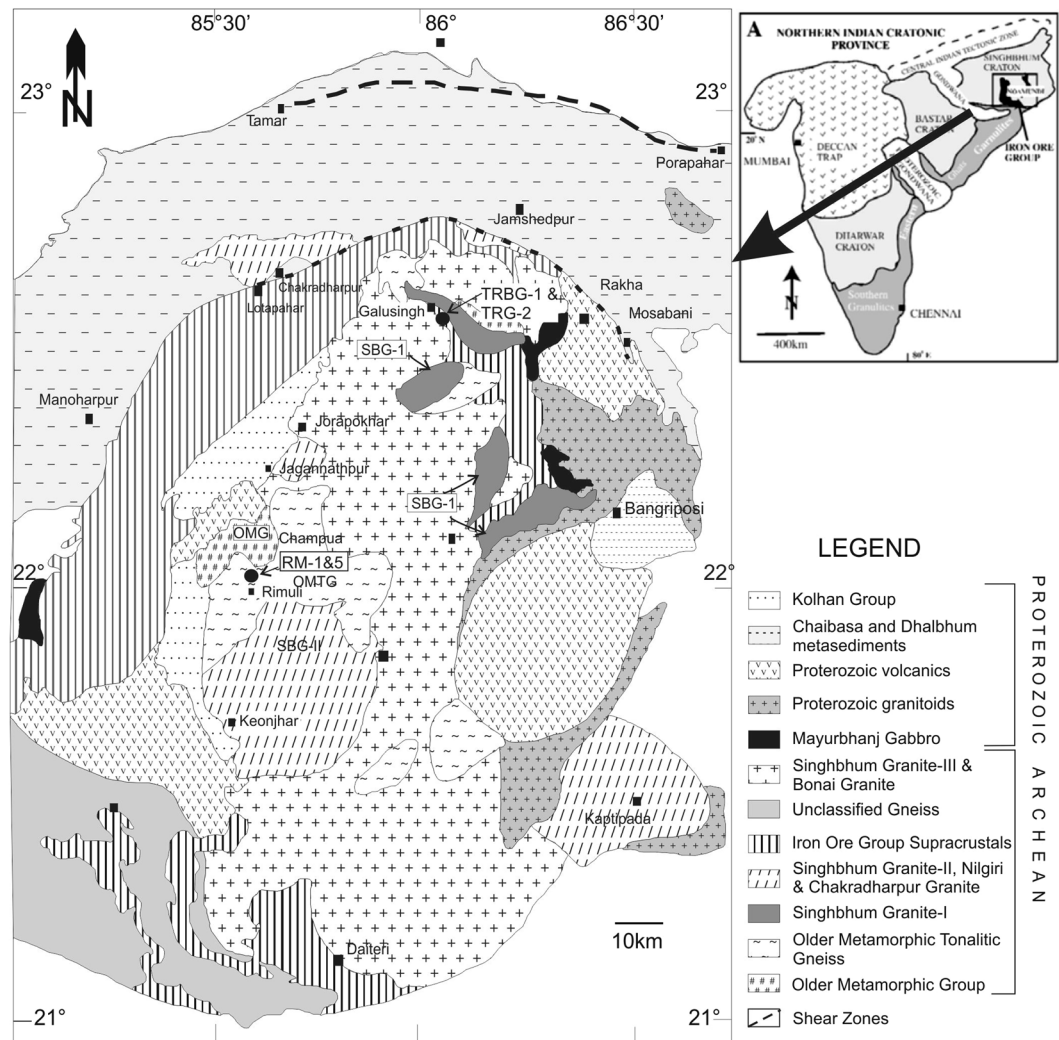 85°30’
86°
86°30’
23°
23°
N
Tamar
Porapahar
Jamshedpur
Chakradharpur
Lotapahar
Rakha
TRBG-1 &
TRG-2
Galusingh
Mosabani
SBG-1
Manoharpur
Jorapokhar
Jagannathpur
SBG-1
Bangriposi
OMG
Champua
RM-1&5
OMTG
Rimuli
22°
22°
SBG-II
Keonjhar
Kaptipada
10km
Daiteri
21°
21°
A
NORTHERN INDIAN CRATONIC
PROVINCE
CENTRAL INDIAN TECTONIC ZONE
SINGHBHUM
CRATON
GONDWANA
BASTAR
20° N
MUMBAI
DECCAN
TRAP
IRON ORE
GROUP
DHARWAR
CRATON
N
Southern
Granulites
CHENNAI
400km
80° E
LEGEND
Kolhan Group
Chaibasa and Dhalbhum
metasediments
Proterozoic volcanics
Proterozoic granitoids
Mayurbhanj Gabbro
Singhbhum Granite-III &
Bonai Granite
Unclassified Gneiss
Iron Ore Group Supracrustals
Singhbhum Granite-II, Nilgiri
& Chakradharpur Granite
Singhbhum Granite-I
Older Metamorphic Tonalitic
Gneiss
Older Metamorphic Group
Shear Zones
PROTEROZOIC
ARCHEAN